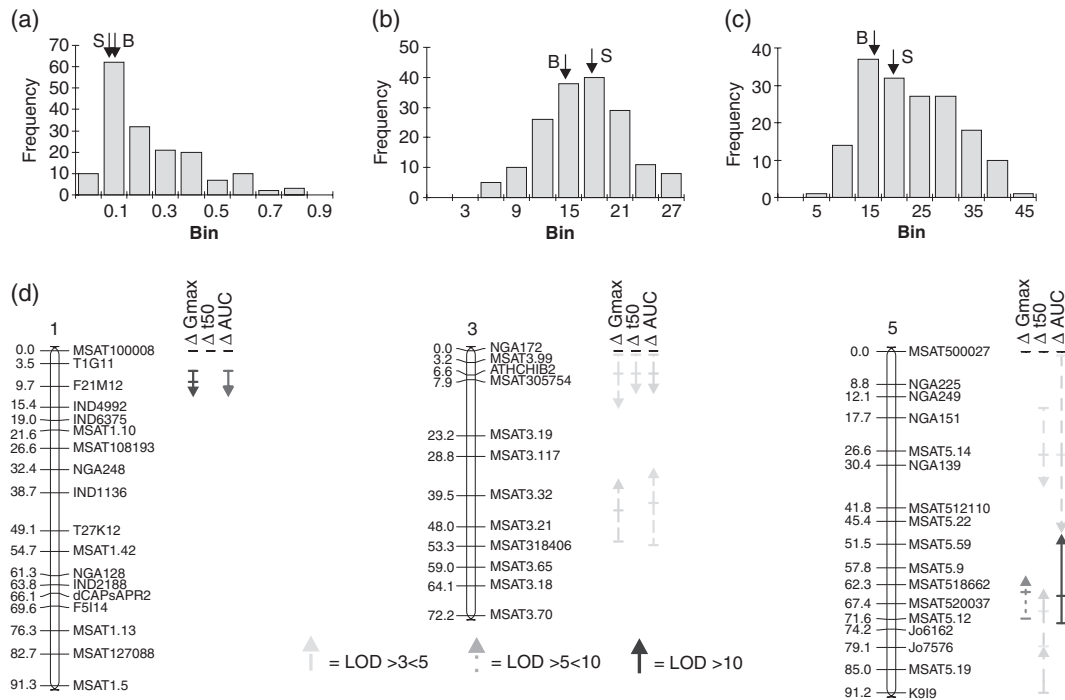 (a)
S B
70
60
50
40
30
20
10
0
Frequency
0.1 0.3 0.5 0.7 0.9
Bin
(b)
B S
50
40
30
20
10
0
Frequency
3 9 15 21 27
Bin
(c)
B S
40
30
20
10
0
Frequency
5 15 25 35 45
Bin
(d)
1
Δ Gmax
Δ t50
Δ AUC
0.0 MSAT100008
3.5 T1G11
9.7 F21M12
15.4 IND4992
19.0 IND6375
21.6 MSAT1.10
26.6 MSAT108193
32.4 NGA248
38.7 IND1136
49.1 T27K12
54.7 MSAT1.42
61.3 NGA128
63.8 IND2188
66.1 dCAPsAPR2
69.6 F5I14
76.3 MSAT1.13
82.7 MSAT127088
91.3 MSAT1.5
3
Δ Gmax
Δ t50
Δ AUC
0.0 NGA172
3.2 MSAT3.99
6.6 ATHCHIB2
7.9 MSAT305754
23.2 MSAT3.19
28.8 MSAT3.117
39.5 MSAT3.32
48.0 MSAT3.21
53.3 MSAT318406
59.0 MSAT3.65
64.1 MSAT3.18
72.2 MSAT3.70
5
Δ Gmax
Δ t50
Δ AUC
0.0 MSAT500027
8.8 NGA225
12.1 NGA249
17.7 NGA151
26.6 MSAT5.14
30.4 NGA139
41.8 MSAT512110
45.4 MSAT5.22
51.5 MSAT5.59
57.8 MSAT5.9
62.3 MSAT518662
67.4 MSAT520037
71.6 MSAT5.12
74.2 Jo6162
79.1 Jo7576
85.0 MSAT5.19
91.2 K9I9
= LOD >3<5
= LOD >5<10
= LOD >10